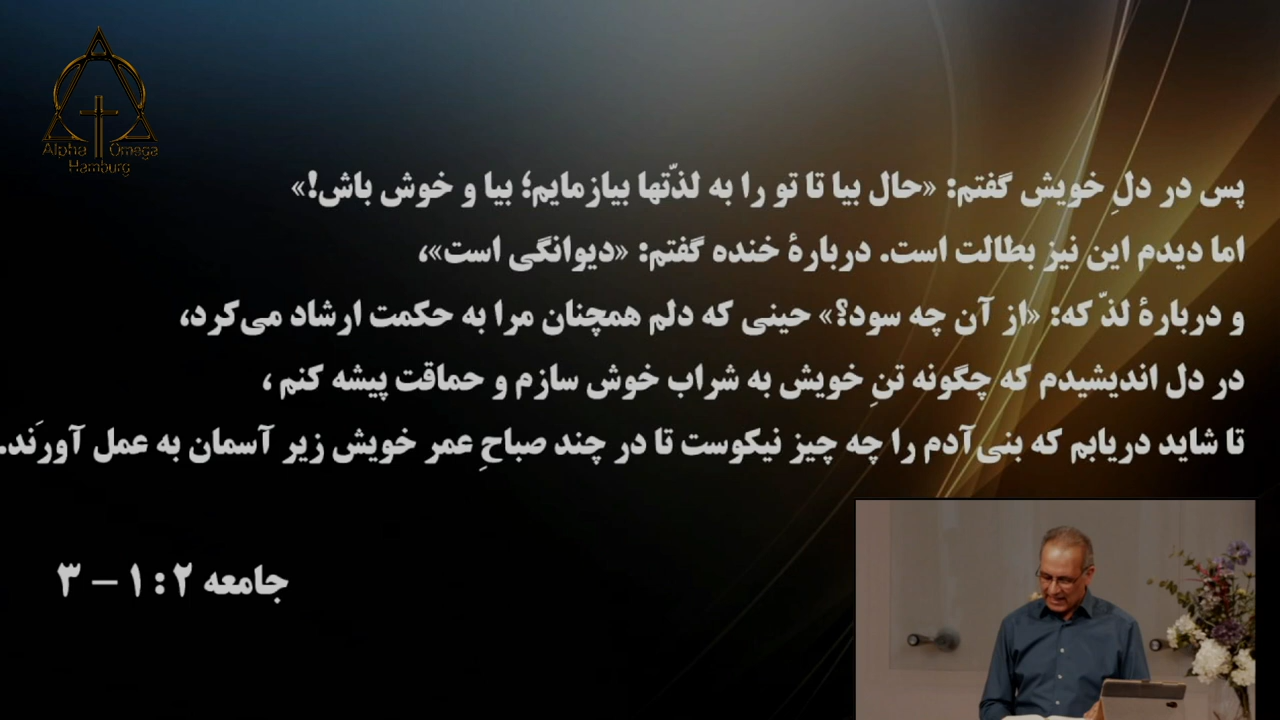 Alpha Omega
Hamburg
پس در دلِ خویش گفتم: «حال بیا تا تو را به لذّتها بیازمایم؛ بیا و خوش باش!»
اما دیدم این نیز بطالت است. دربارهٔ خنده گفتم: «دیوانگی است»،
و دربارهٔ لذّ که: «از آن چه سود؟» حینی که دلم همچنان مرا به حکمت ارشاد می‌کرد،
در دل اندیشیدم که چگونه تنِ خویش به شراب خوش سازم و حماقت پیشه کنم ،
تا شاید دریابم که بنی‌آدم را چه چیز نیکوست تا در چند صباحِ عمر خویش زیر آسمان به عمل آورَند.
جامعه ۲ : ۱ – ۳